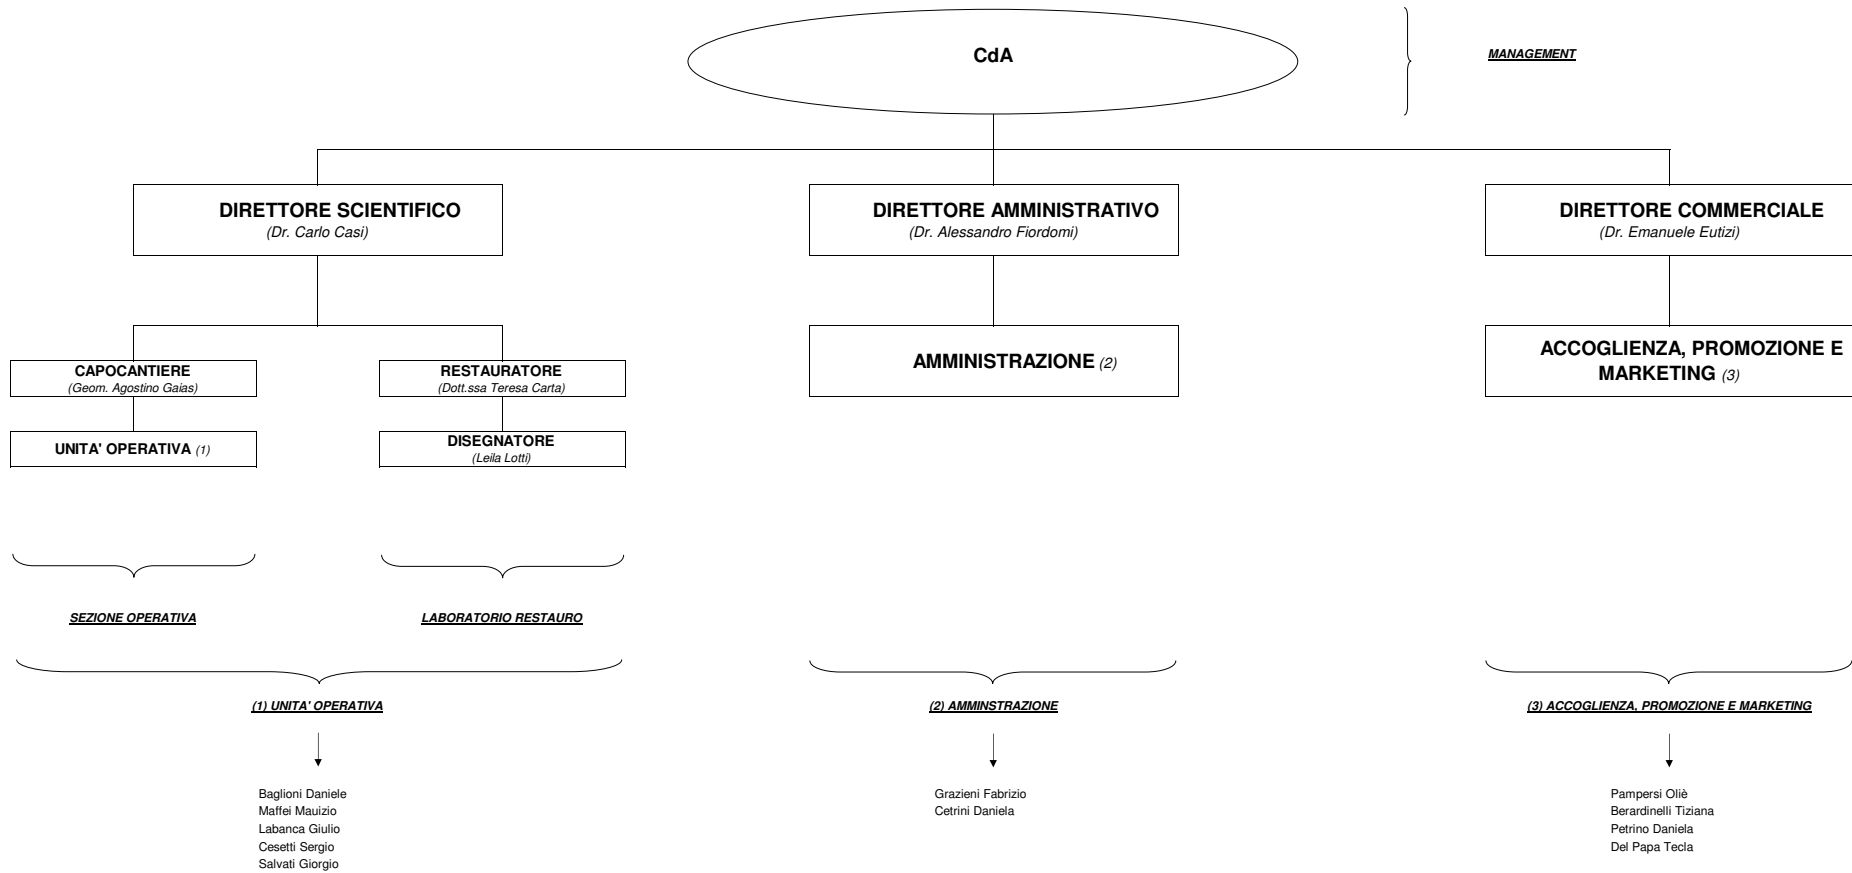 CdA
MANAGEMENT
DIRETTORE SCIENTIFICO
(Dr. Carlo Casi)
DIRETTORE AMMINISTRATIVO
(Dr. Alessandro Fiordomi)
DIRETTORE COMMERCIALE
(Dr. Emanuele Eutizi)
CAPOCANTIERE
(Geom. Agostino Gaias)
RESTAURATORE
(Dott.ssa Teresa Carta)
AMMINISTRAZIONE (2)
ACCOGLIENZA, PROMOZIONE E
MARKETING (3)
UNITA' OPERATIVA (1)
DISEGNATORE
(Leila Lotti)
SEZIONE OPERATIVA
LABORATORIO RESTAURO
(1) UNITA' OPERATIVA
(2) AMMINSTRAZIONE
(3) ACCOGLIENZA, PROMOZIONE E MARKETING
Baglioni Daniele
Maffei Mauizio
Labanca Giulio
Cesetti Sergio
Salvati Giorgio
Grazieni Fabrizio
Cetrini Daniela
Pampersi Oliè
Berardinelli Tiziana
Petrino Daniela
Del Papa Tecla